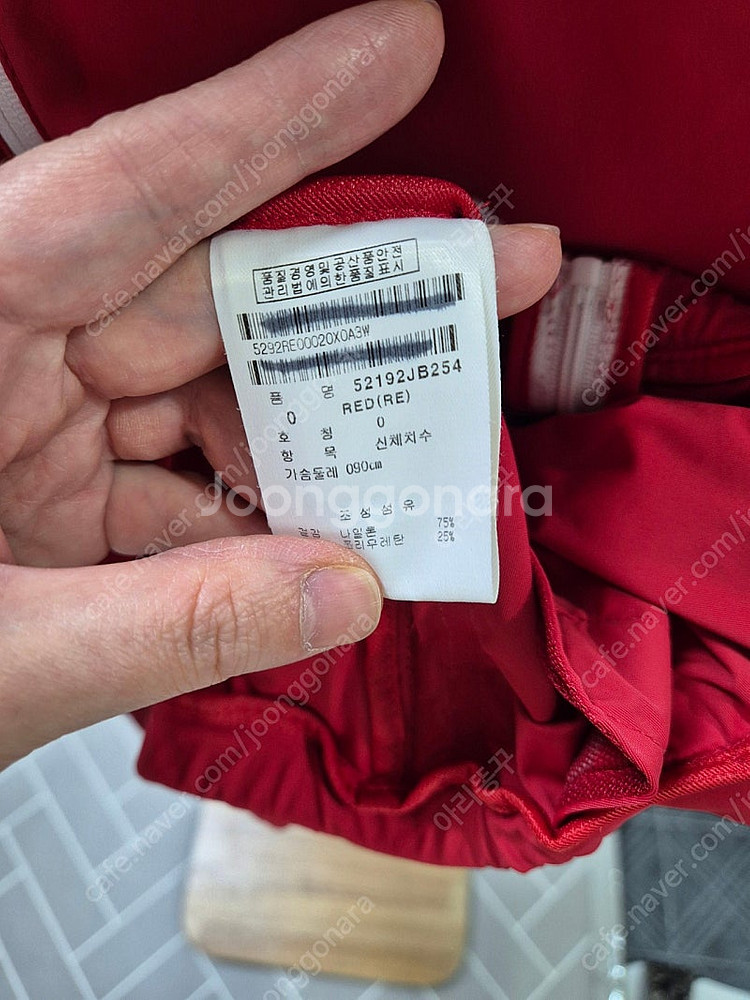 품질경영및공산품안전
관리법에의한품질표시
5292RE00020X0A3W
52192JB254
품 명
RED(RE)
0 0
호 칭
신체치수
항 목
가슴둘레 090cm
Joonggonara
조성섬유
겉감 나일론 75%
폴리우레탄 25%
cafe.naver.com/joonggonara